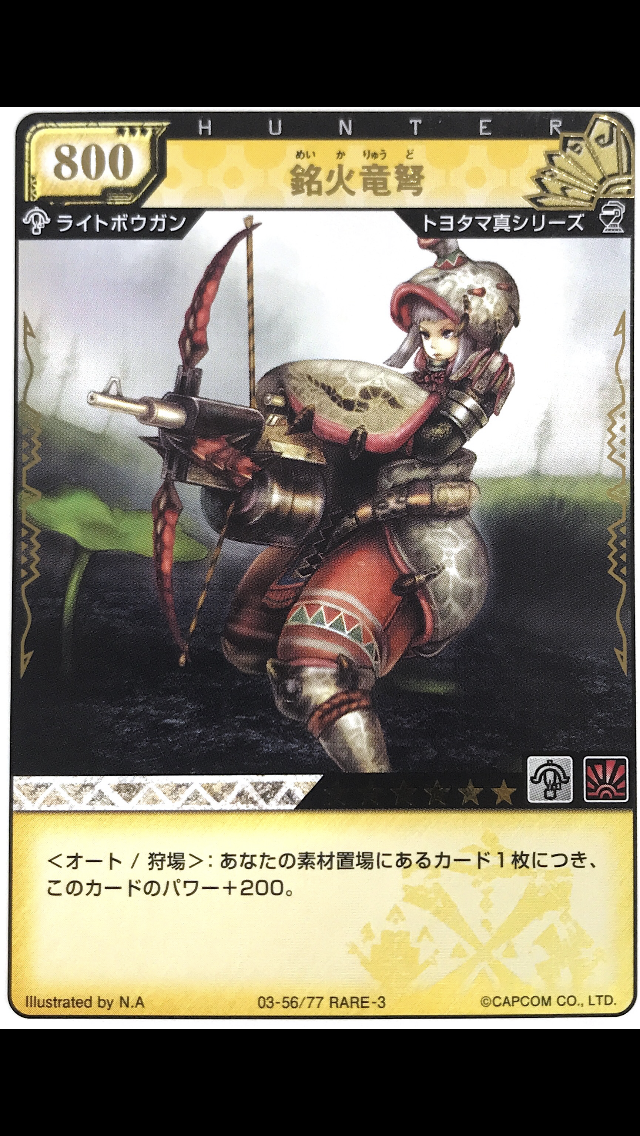 HUNTER
800
めい か りゅう ど
銘火竜弩
ライトボウガン
トヨタマ真シリーズ
<オート / 狩場>：あなたの素材置場にあるカード1枚につき、
このカードのパワー+200。
Illustrated by N.A
03-56/77 RARE-3
©CAPCOM CO., LTD.